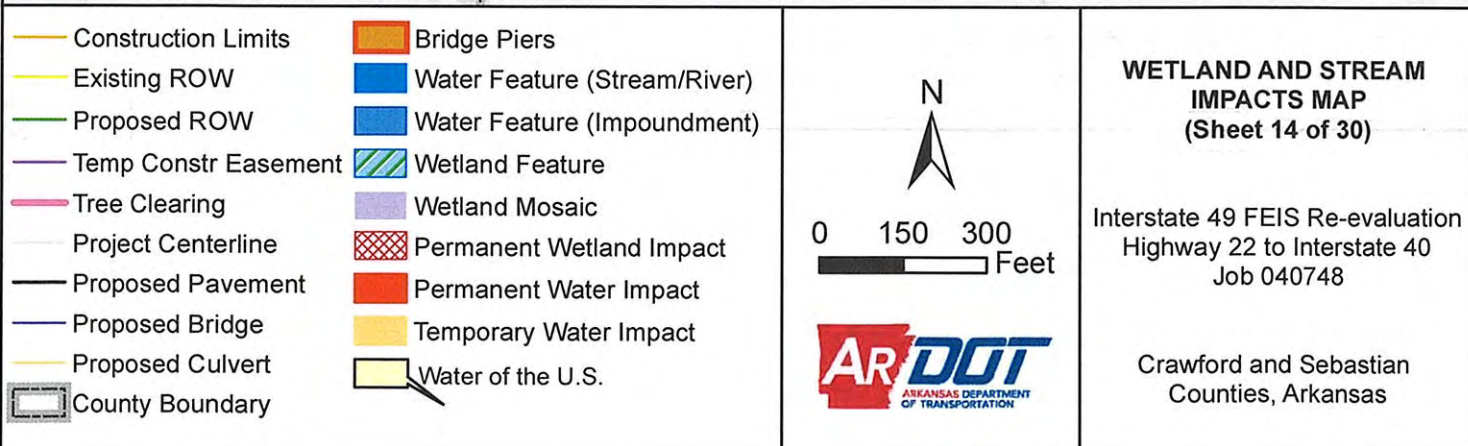 Construction Limits
Existing ROW
Proposed ROW
Temp Constr Easement
Tree Clearing
Project Centerline
Proposed Pavement
Proposed Bridge
Proposed Culvert
County Boundary
Bridge Piers
Water Feature (Stream/River)
Water Feature (Impoundment)
Wetland Feature
Wetland Mosaic
Permanent Wetland Impact
Permanent Water Impact
Temporary Water Impact
Water of the U.S.
N
0 150 300
Feet
ARDOT
ARKANSAS DEPARTMENT
OF TRANSPORTATION
WETLAND AND STREAM
IMPACTS MAP
(Sheet 14 of 30)
Interstate 49 FEIS Re-evaluation
Highway 22 to Interstate 40
Job 040748
Crawford and Sebastian
Counties, Arkansas